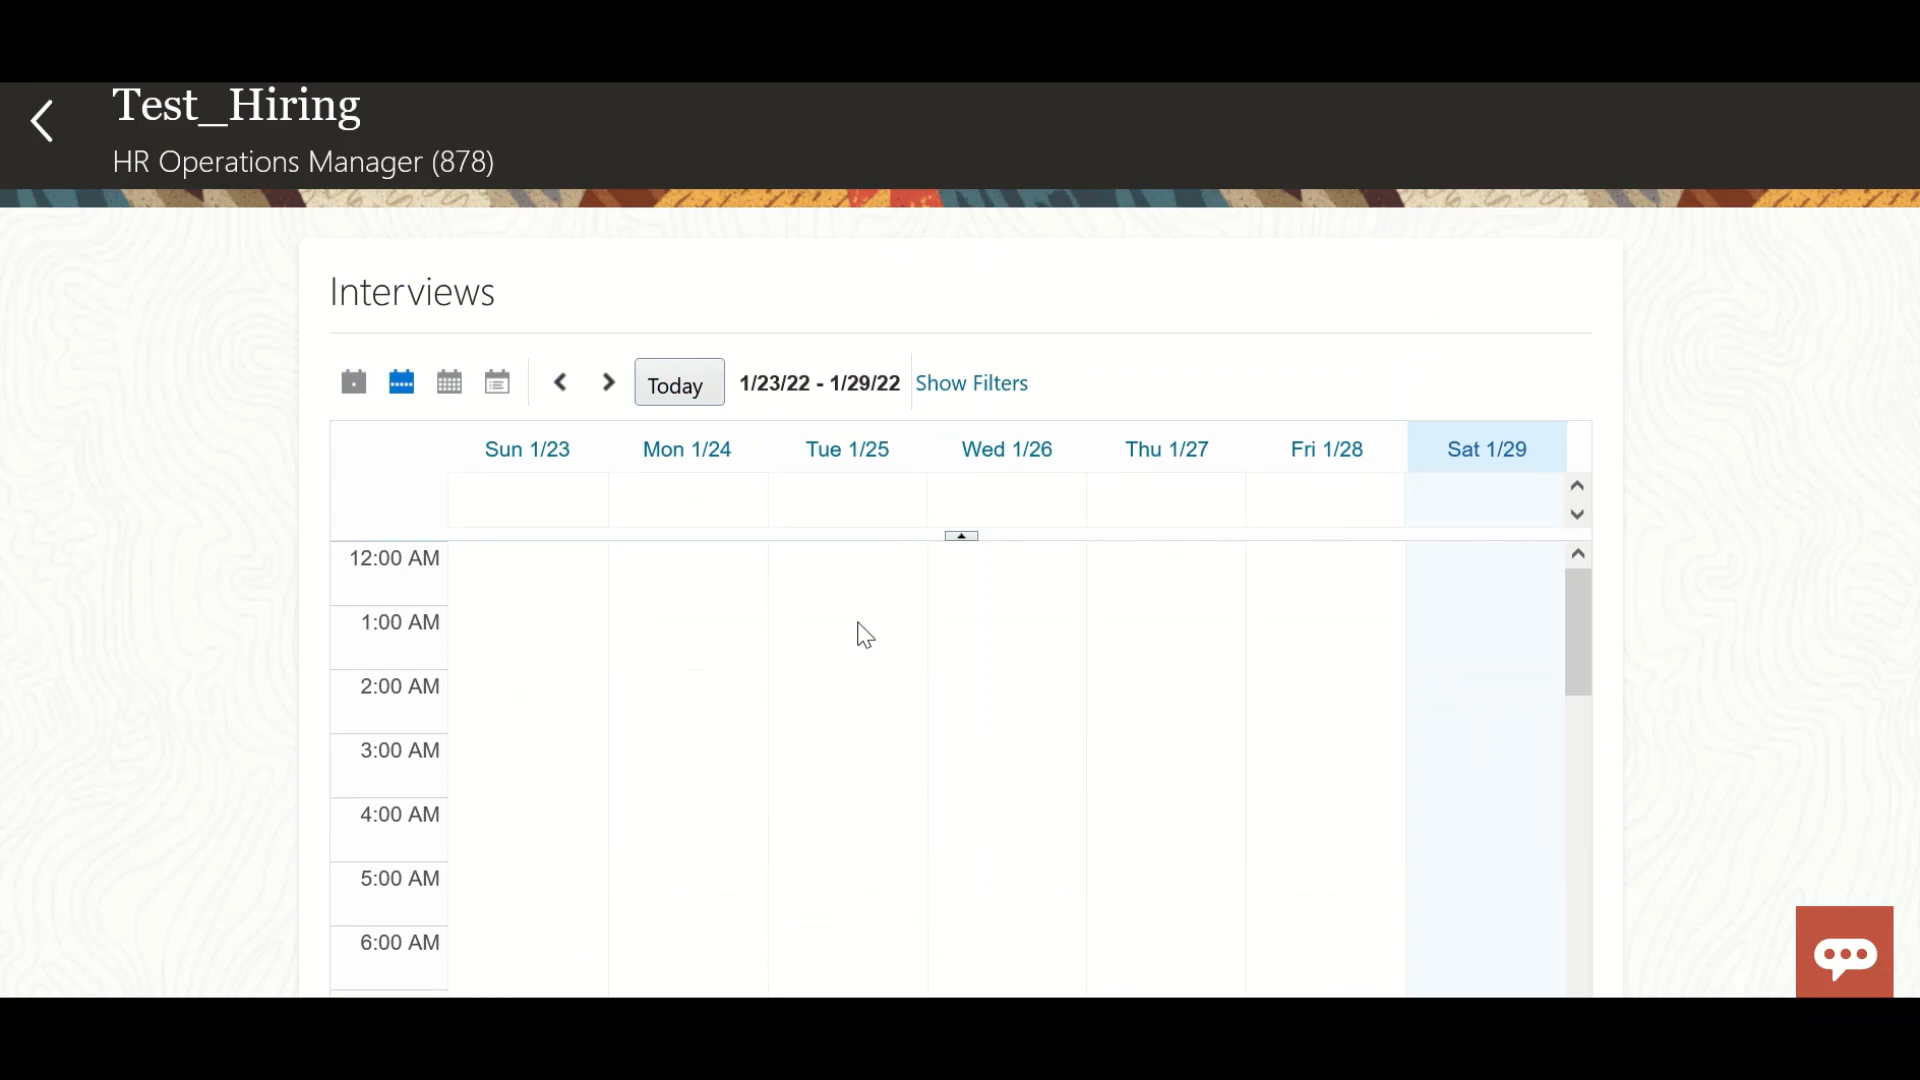 Test_Hiring
HR Operations Manager (878)
Interviews
Today 1/23/22 - 1/29/22 Show Filters
Sun 1/23 Mon 1/24 Tue 1/25 Wed 1/26 Thu 1/27 Fri 1/28 Sat 1/29
12:00 AM
1:00 AM
2:00 AM
3:00 AM
4:00 AM
5:00 AM
6:00 AM